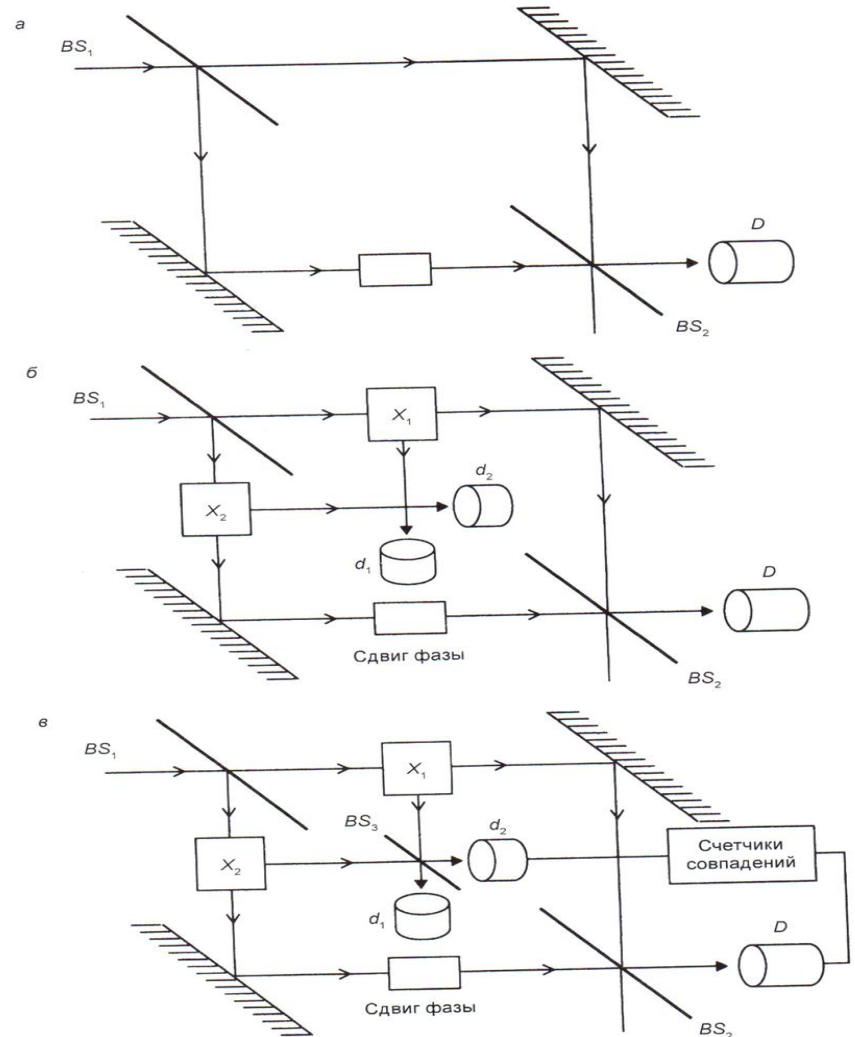 а
BS₁
D
BS₂
б
BS₁
X₁
d₂
X₂
d₁
D
Сдвиг фазы
BS₂
в
BS₁
X₁
BS₃
d₂
Счетчики
совпадений
X₂
d₁
D
Сдвиг фазы
BS₂